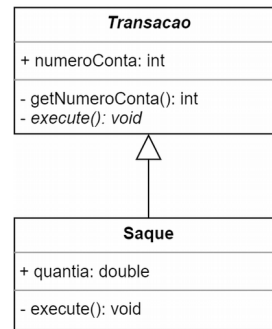 Transacao
+ numeroConta: int
- getNumeroConta(): int
- execute(): void
Saque
+ quantia: double
- execute(): void